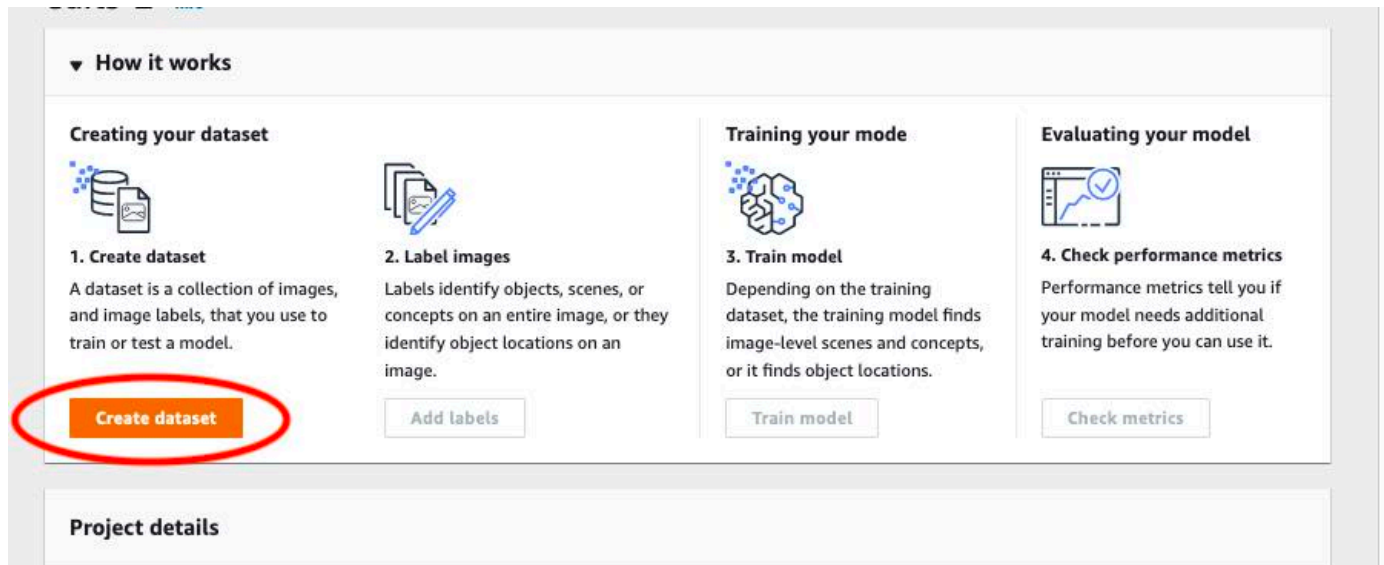 How it works
Creating your dataset
1. Create dataset
A dataset is a collection of images,
and image labels, that you use to
train or test a model.
Create dataset
2. Label images
Labels identify objects, scenes, or
concepts on an entire image, or they
identify object locations on an
image.
Add labels
Training your mode
3. Train model
Depending on the training
dataset, the training model finds
image-level scenes and concepts,
or it finds object locations.
Train model
Evaluating your model
4. Check performance metrics
Performance metrics tell you if
your model needs additional
training before you can use it.
Check metrics
Project details